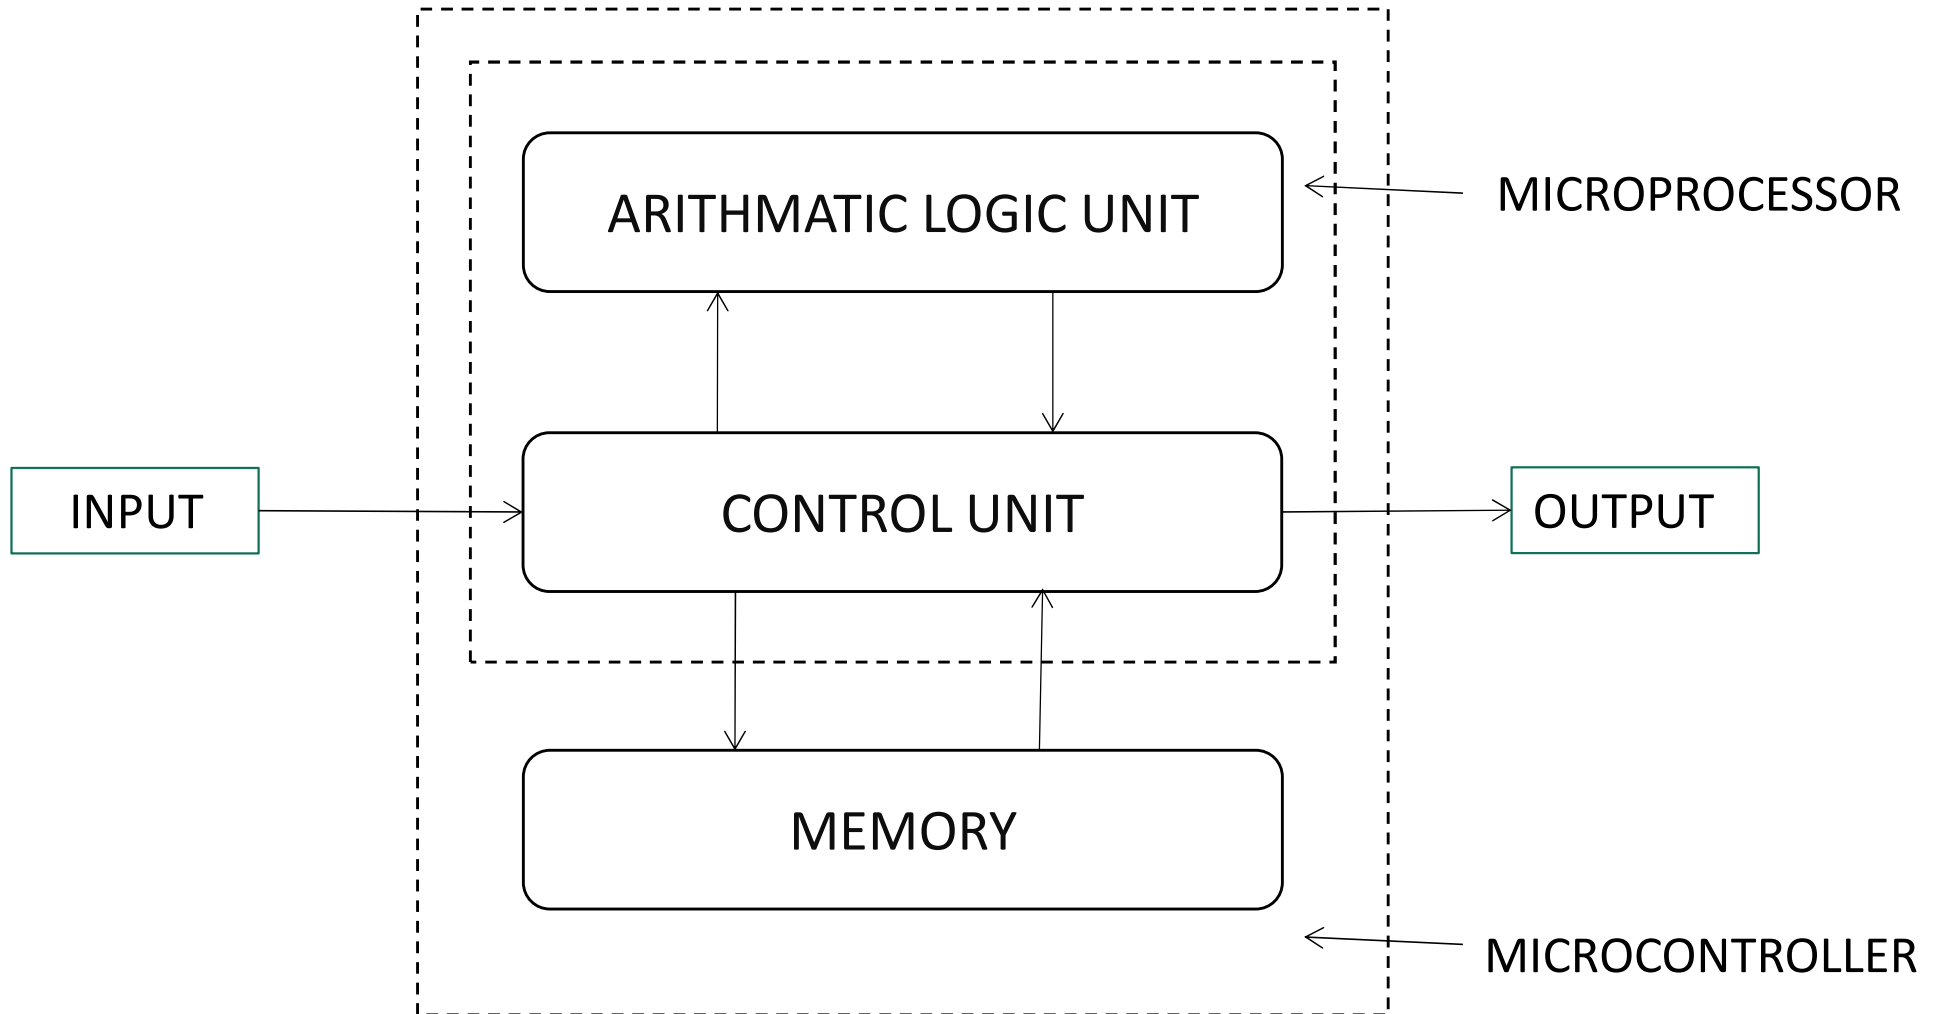 ARITHMATIC LOGIC UNIT
MICROPROCESSOR
INPUT
CONTROL UNIT
OUTPUT
MEMORY
MICROCONTROLLER